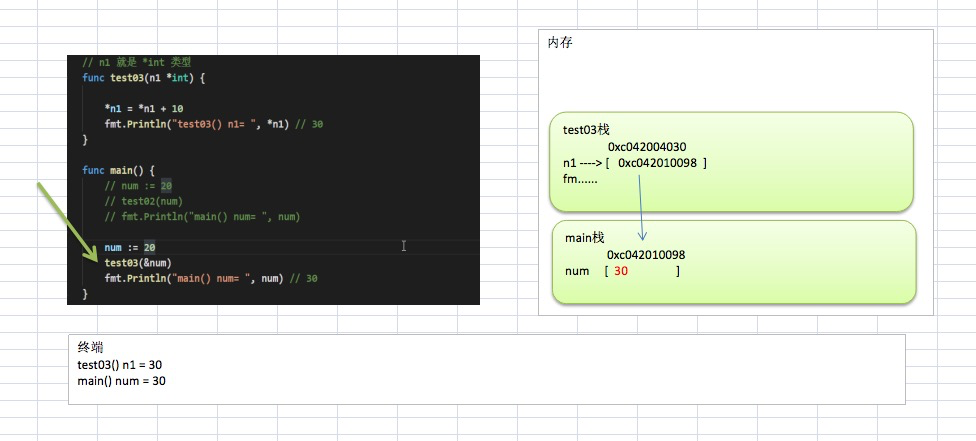 // n1 就是 *int 类型
func test03(n1 *int) {
*n1 = *n1 + 10
fmt.Println("test03() n1= ", *n1) // 30
}
func main() {
// num := 20
// test02(num)
// fmt.Println("main() num= ", num)
num := 20
test03(&num)
fmt.Println("main() num= ", num) // 30
}
内存
test03栈
0xc042004030
n1 ----> [ 0xc042010098 ]
fm......
main栈
0xc042010098
num [ 30 ]
终端
test03() n1 = 30
main() num = 30